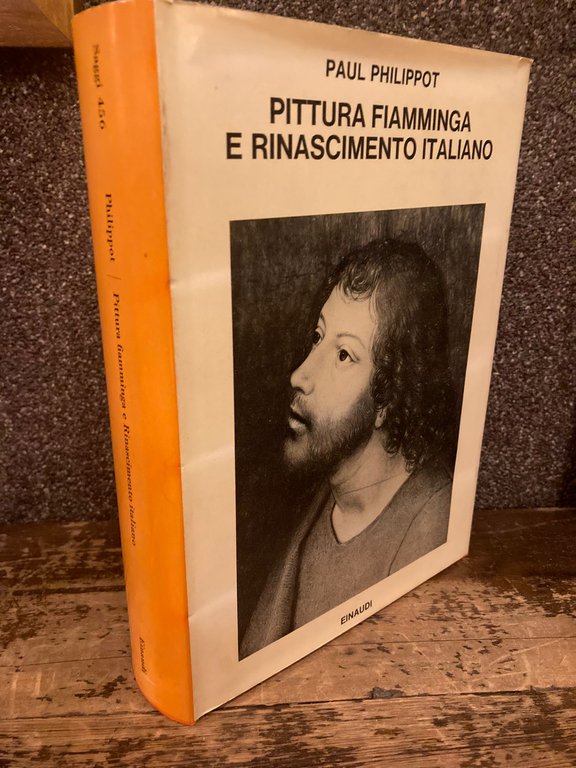 PAUL PHILIPPOT
PITTURA FIAMMINGA
E RINASCIMENTO ITALIANO
EINAUDI
Saggi 456
Philippot | Pittura fiamminga e Rinascimento italiano
Einaudi